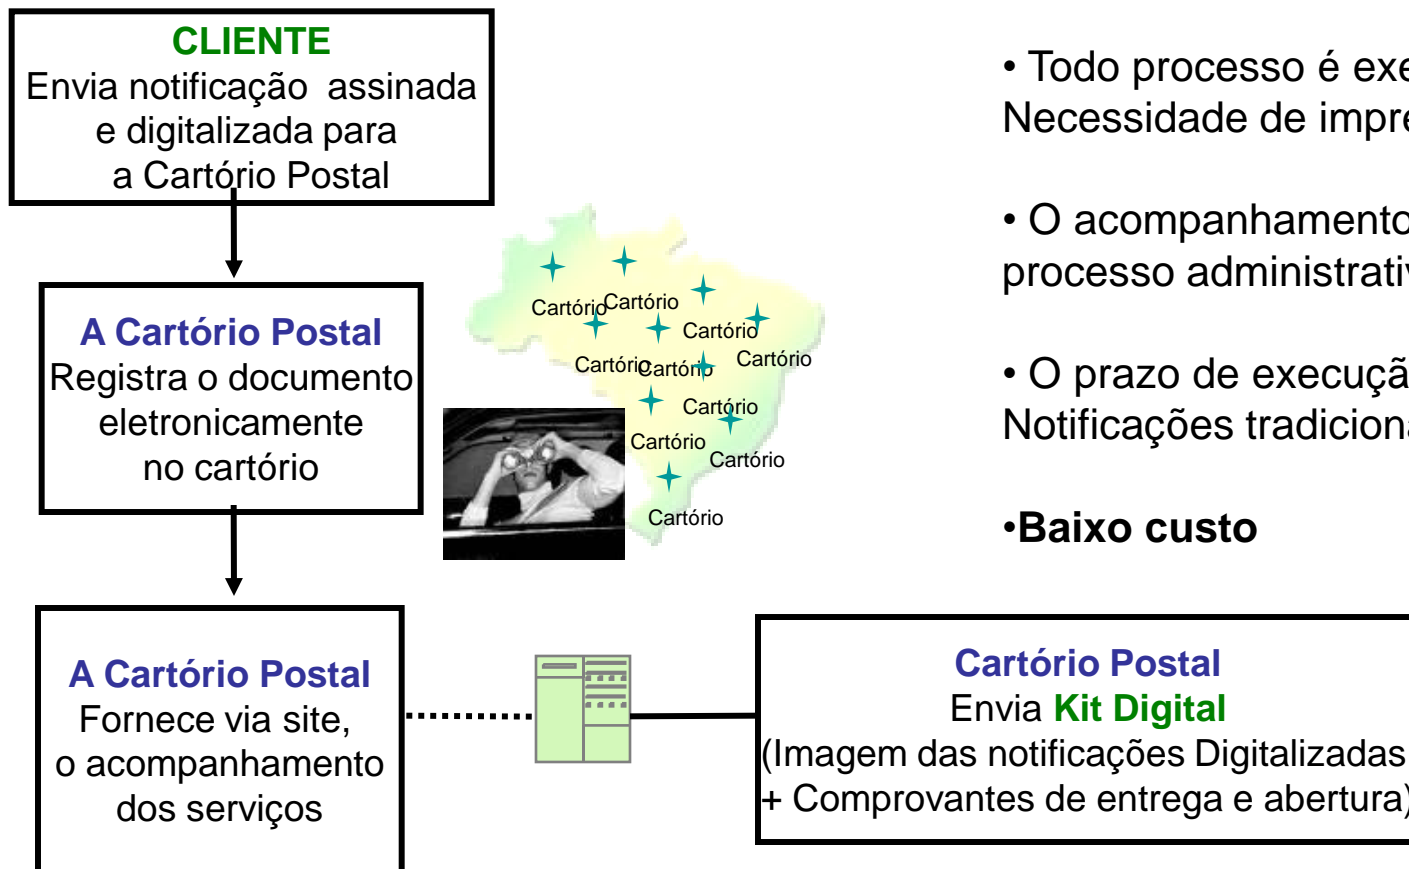 CLIENTE
Envia notificação assinada
e digitalizada para
a Cartório Postal
A Cartório Postal
Registra o documento
eletronicamente
no cartório
A Cartório Postal
Fornece via site,
o acompanhamento
dos serviços
Cartório
Cartório
Cartório
Cartório
Cartório
Cartório
Cartório
Cartório
Cartório
Cartório
• Todo processo é exe
Necessidade de impre
• O acompanhamento
processo administrativ
• O prazo de execuçã
Notificações tradiciona
•Baixo custo
Cartório Postal
Envia Kit Digital
(Imagem das notificações Digitalizadas
+ Comprovantes de entrega e abertura)